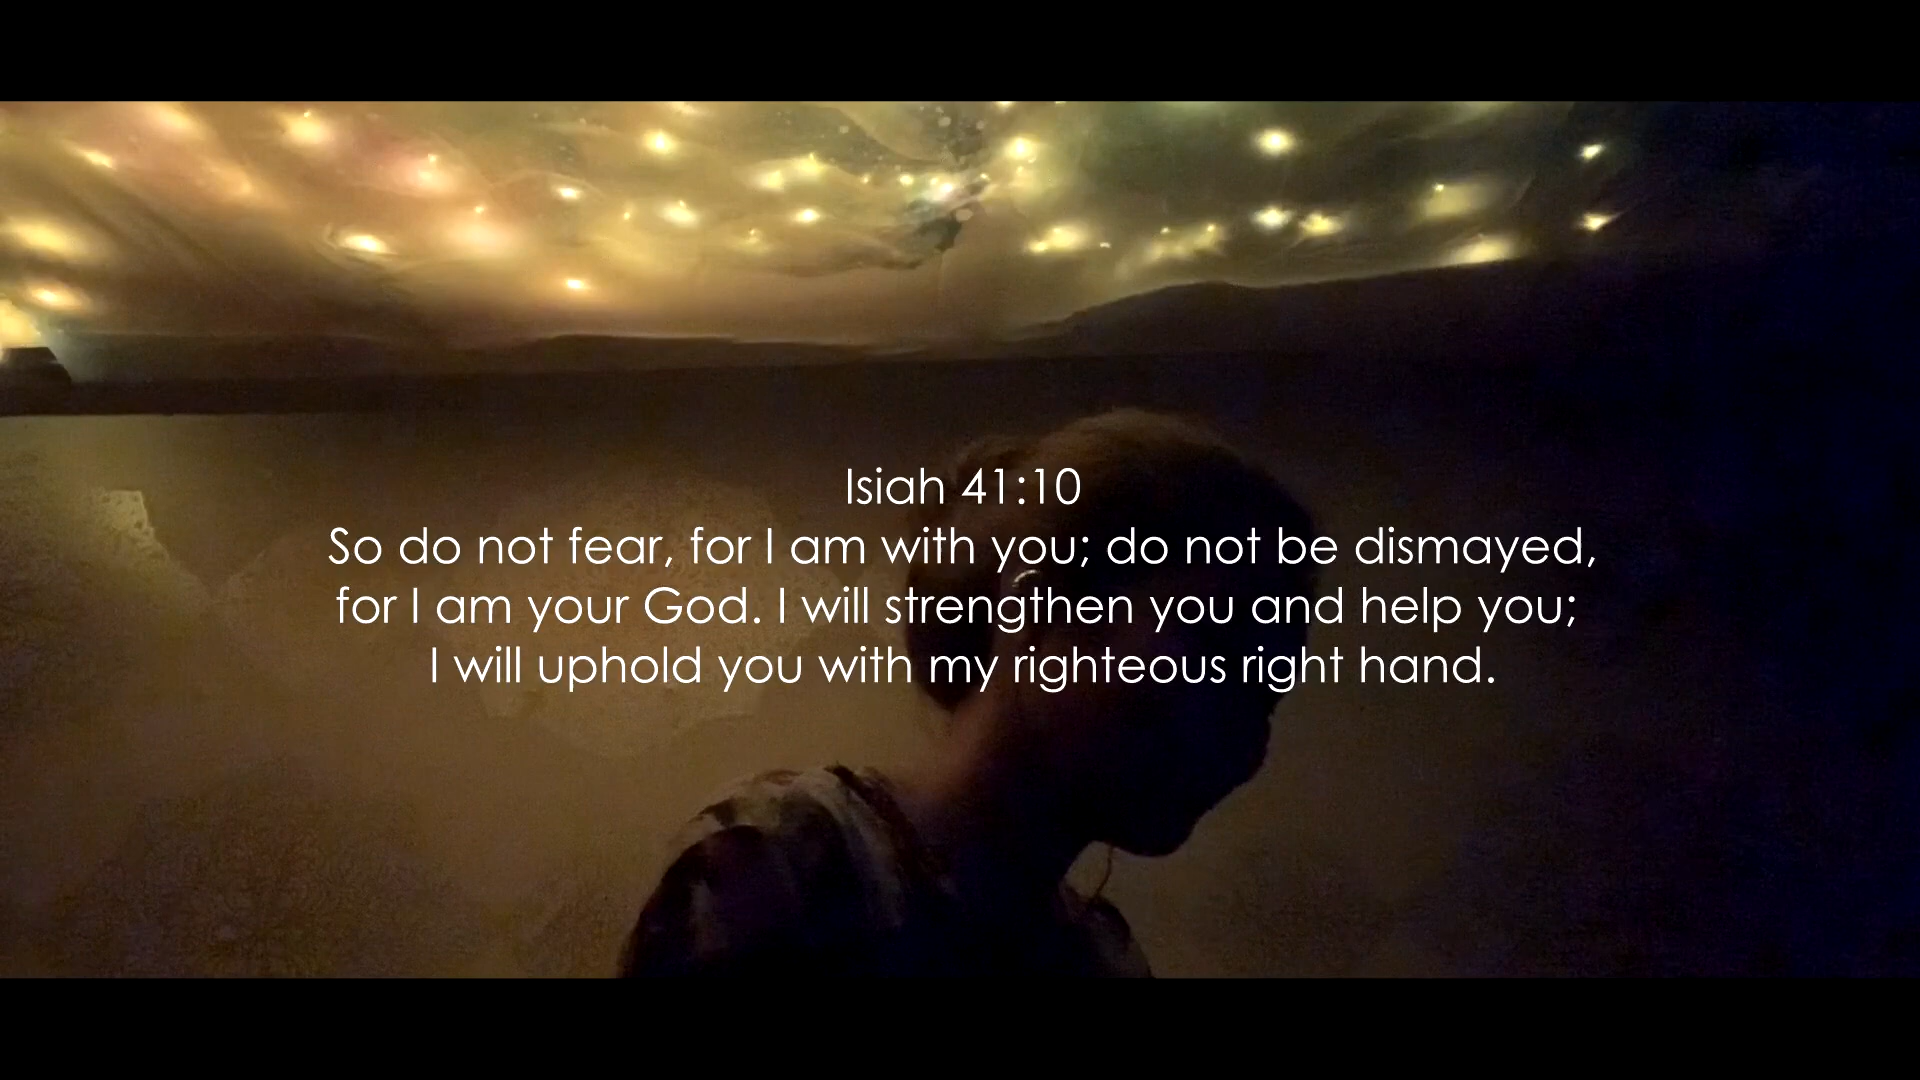 Isiah 41:10
So do not fear, for I am with you; do not be dismayed,
for I am your God. I will strengthen you and help you;
I will uphold you with my righteous right hand.